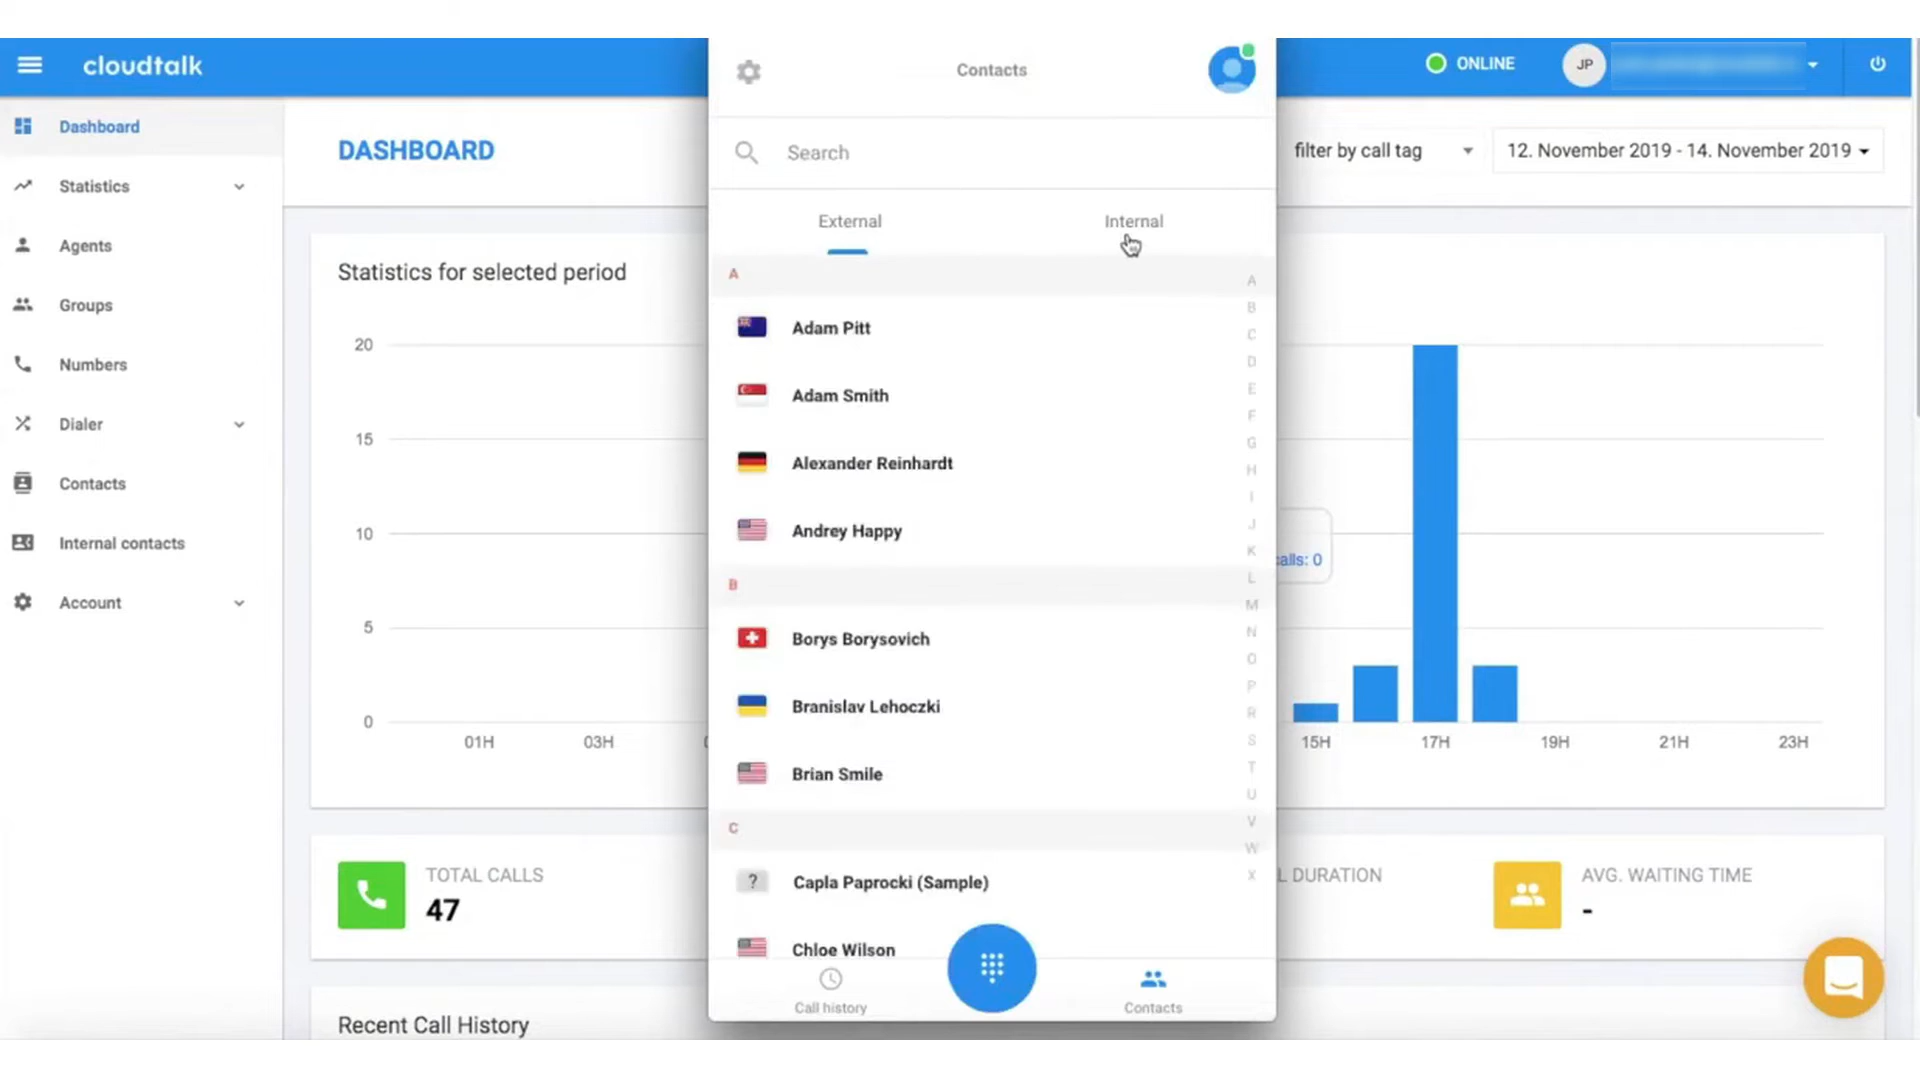 cloudtalk
ONLINE
JP
Dashboard
Statistics
Agents
Groups
Numbers
Dialer
Contacts
Internal contacts
Account
DASHBOARD
filter by call tag
12. November 2019 - 14. November 2019
Statistics for selected period
20
15
10
5
0
01H
03H
15H
17H
19H
21H
23H
alls: 0
TOTAL CALLS
47
L DURATION
AVG. WAITING TIME
-
Recent Call History
Contacts
Search
External
Internal
A
Adam Pitt
Adam Smith
Alexander Reinhardt
Andrey Happy
B
Borys Borysovich
Branislav Lehoczki
Brian Smile
C
?
Capla Paprocki (Sample)
Chloe Wilson
A
B
C
D
E
F
G
H
I
J
K
L
M
N
O
P
R
S
T
U
V
W
X
Call history
Contacts